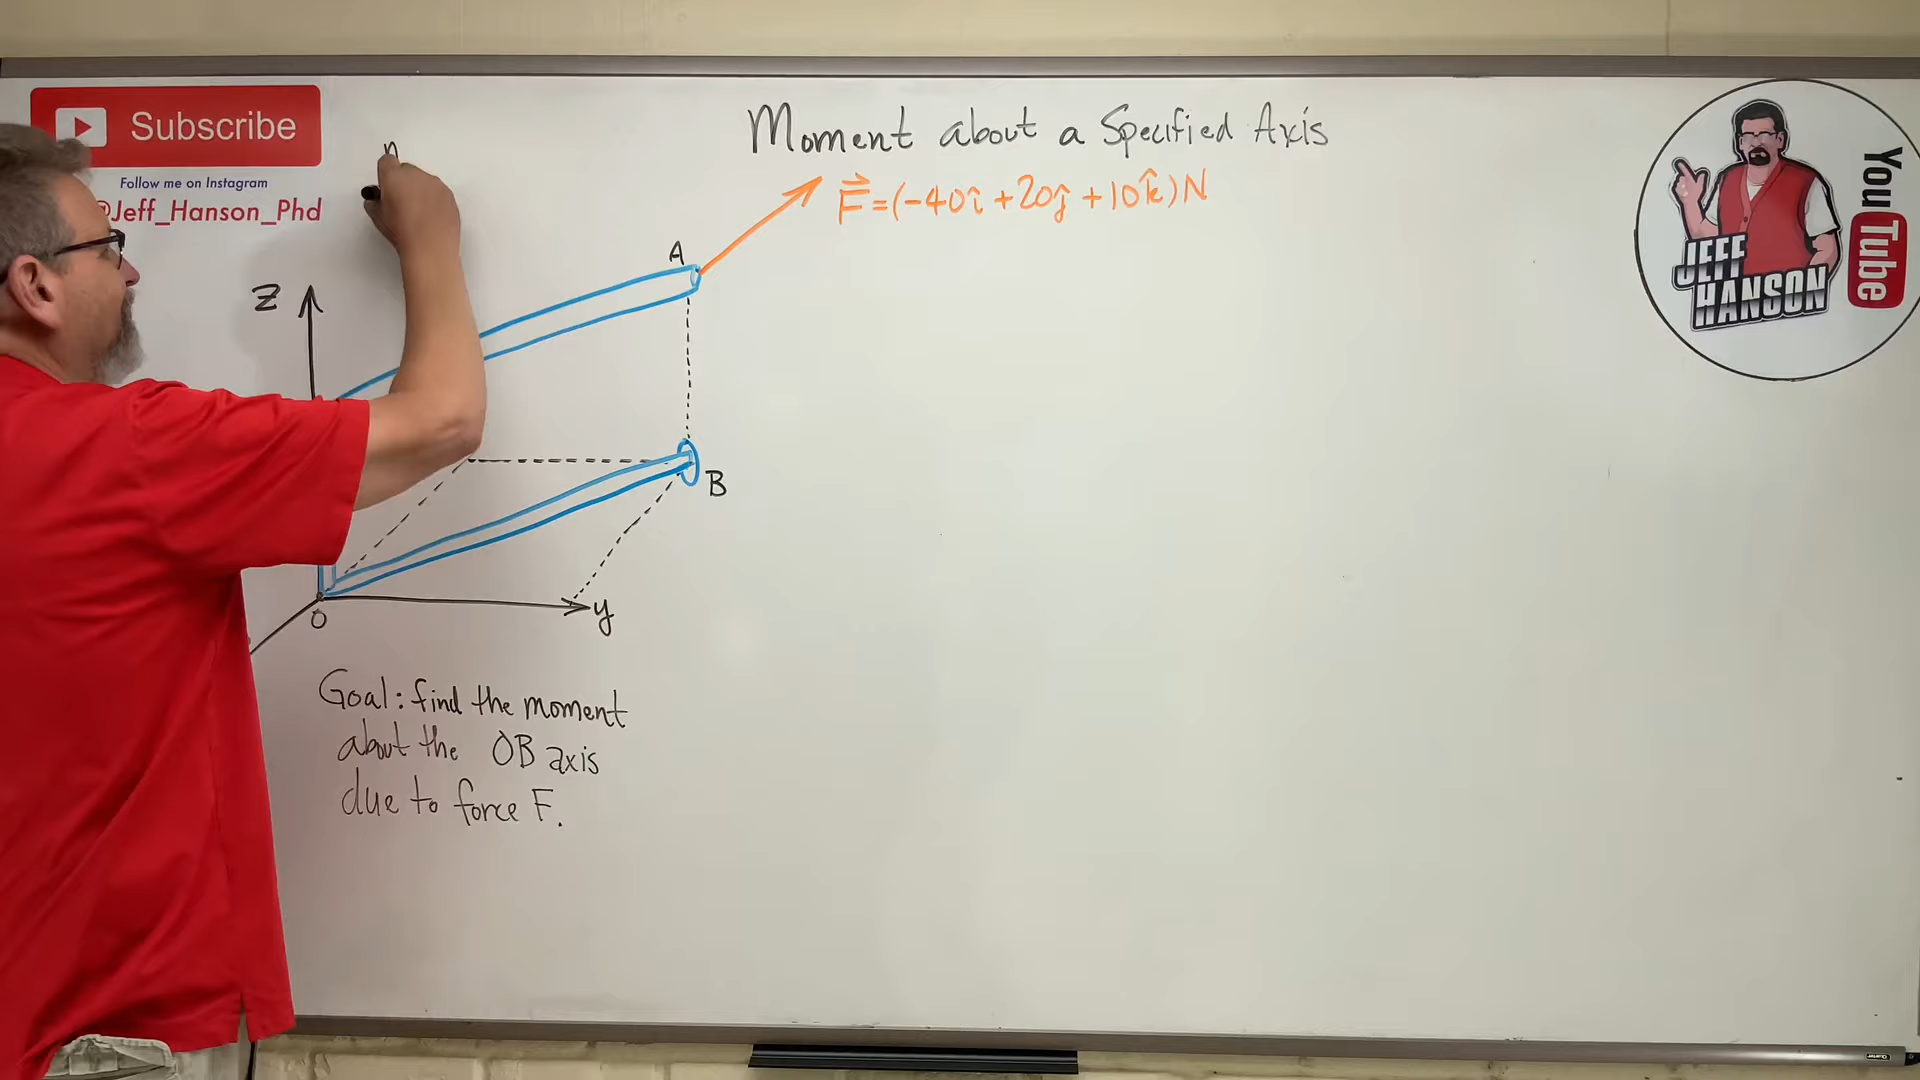 Subscribe
Follow me on Instagram
@Jeff_Hanson_Phd
n
Moment about a Specified Axis
F⃗=(-40î+20ĵ+10k̂)N
A
Z
B
O
y
Goal: find the moment
about the OB axis
due to force F.
JEFF
HANSON
YouTube